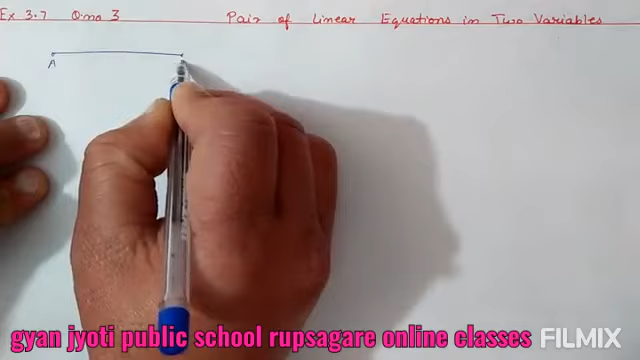 Ex 3.7 Q.no 3 Pair of Linear Equations in Two Variables
A
gyan jyoti public school rupsagare online classes
FILMIX